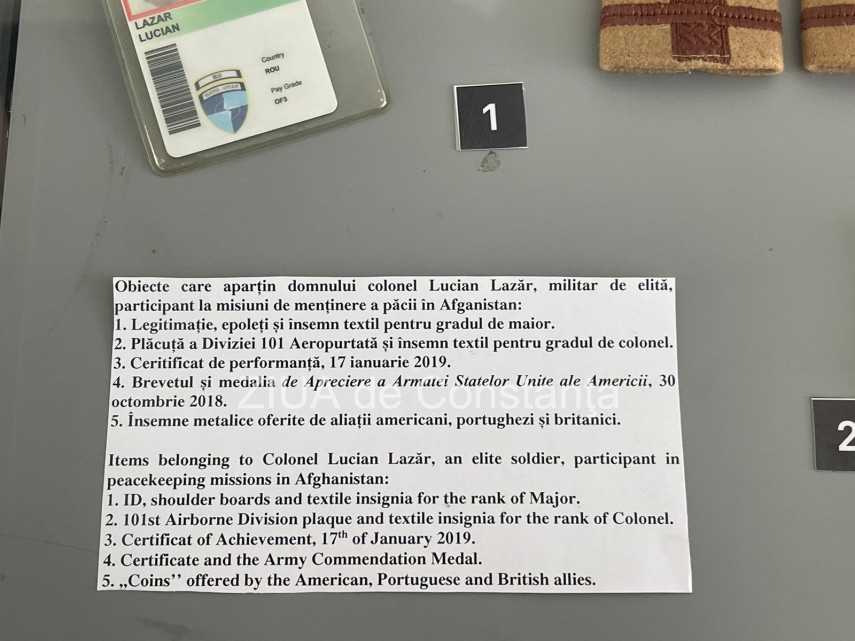 LAZAR
LUCIAN
Country
ROU
Pay Grade
OF3
1
Obiecte care aparțin domnului colonel Lucian Lazăr, militar de elită,
participant la misiuni de menținere a păcii în Afganistan:
1. Legitimație, epoleți și însemn textil pentru gradul de maior.
2. Plăcuță a Diviziei 101 Aeropurtată și însemn textil pentru gradul de colonel.
3. Ceritificat de performanță, 17 ianuarie 2019.
4. Brevetul și medalia de Apreciere a Armatei Statelor Unite ale Americii, 30
octombrie 2018.
ZIUA de Constanța
5. Însemne metalice oferite de aliații americani, portughezi și britanici.
Items belonging to Colonel Lucian Lazăr, an elite soldier, participant in
peacekeeping missions in Afghanistan:
1. ID, shoulder boards and textile insignia for the rank of Major.
2. 101st Airborne Division plaque and textile insignia for the rank of Colonel.
3. Certificat of Achievement, 17th of January 2019.
4. Certificate and the Army Commendation Medal.
5. „Coins” offered by the American, Portuguese and British allies.
2